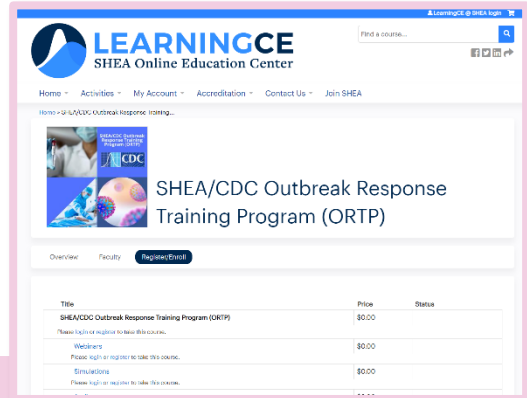 LearningCE @ SHEA login
LEARNINGCE
SHEA Online Education Center
Find a course...
Home Activities My Account Accreditation Contact Us Join SHEA
Home » SHEA/CDC Outbreak Response Training...
SHEA/CDC Outbreak
Response Training
Program (ORTP)
CDC
SHEA/CDC Outbreak Response
Training Program (ORTP)
Overview Faculty Register/Enroll
Title Price Status
SHEA/CDC Outbreak Response Training Program (ORTP) $0.00
Please login or register to take this course.
Webinars $0.00
Please login or register to take this course.
Simulations $0.00
Please login or register to take this course.